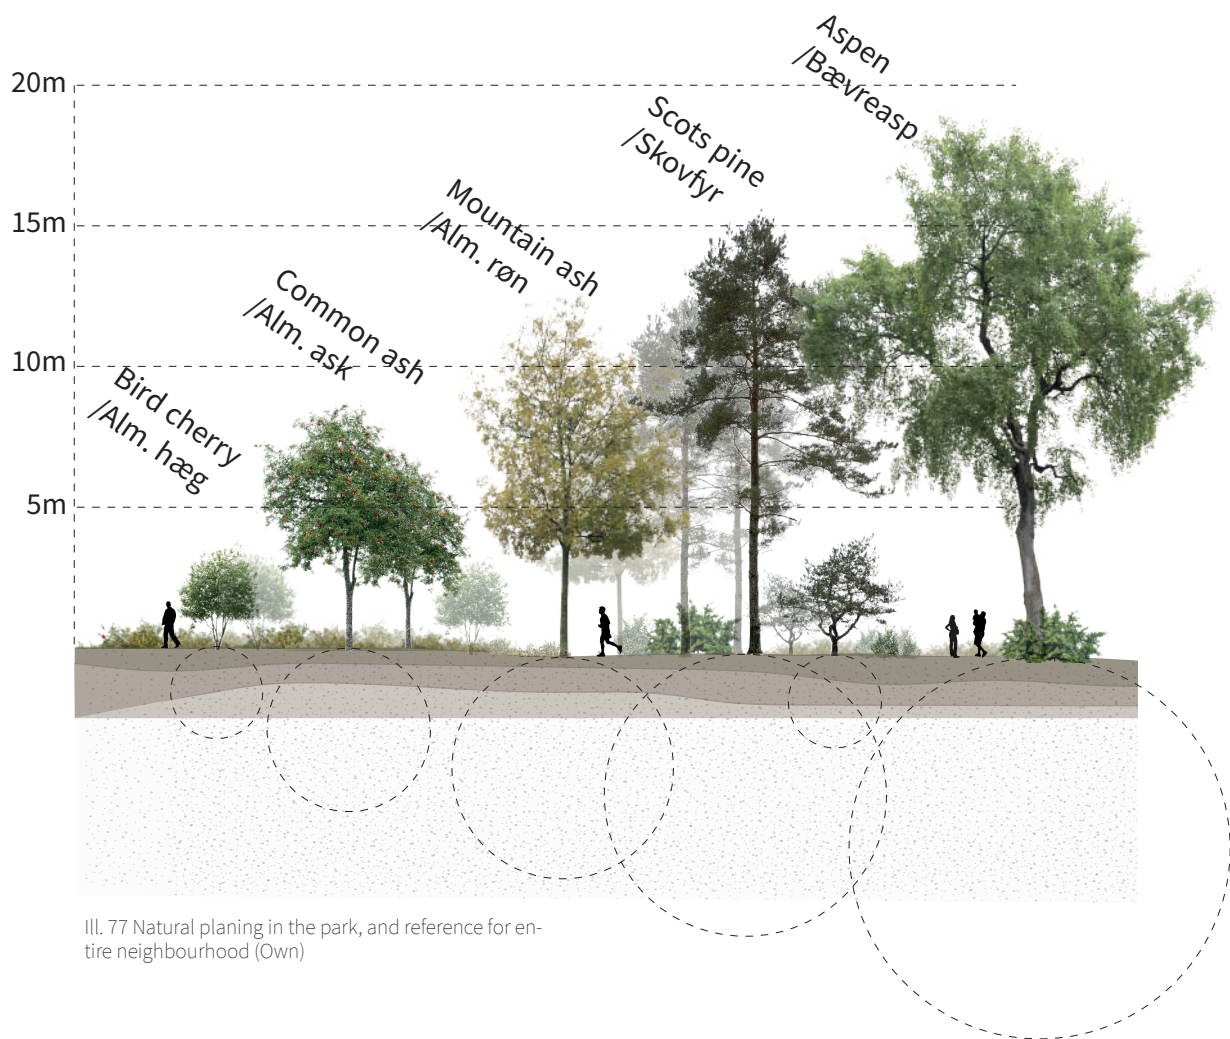 Aspen
/Bævreasp
20m
Scots pine
/Skovfyr
Mountain ash
/Alm. røn
15m
Common ash
/Alm. ask
10m
Bird cherry
/Alm. hæg
5m
Ill. 77 Natural planing in the park, and reference for en-
tire neighbourhood (Own)